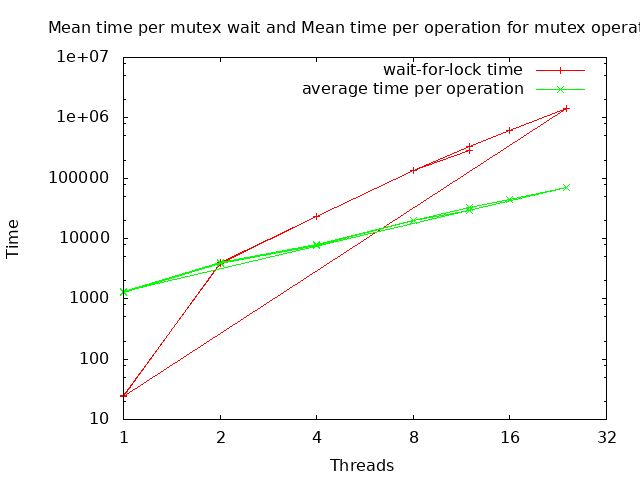 Mean time per mutex wait and Mean time per operation for mutex operat
1e+07
wait-for-lock time
average time per operation
1e+06
100000
10000
1000
100
10
Time
1 2 4 8 16 32
Threads